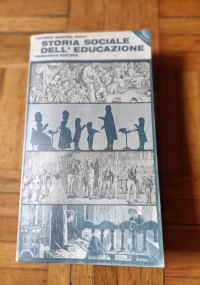 STORIA SOCIALE
DELL'EDUCAZIONE
PRINCIPATO EDITORE